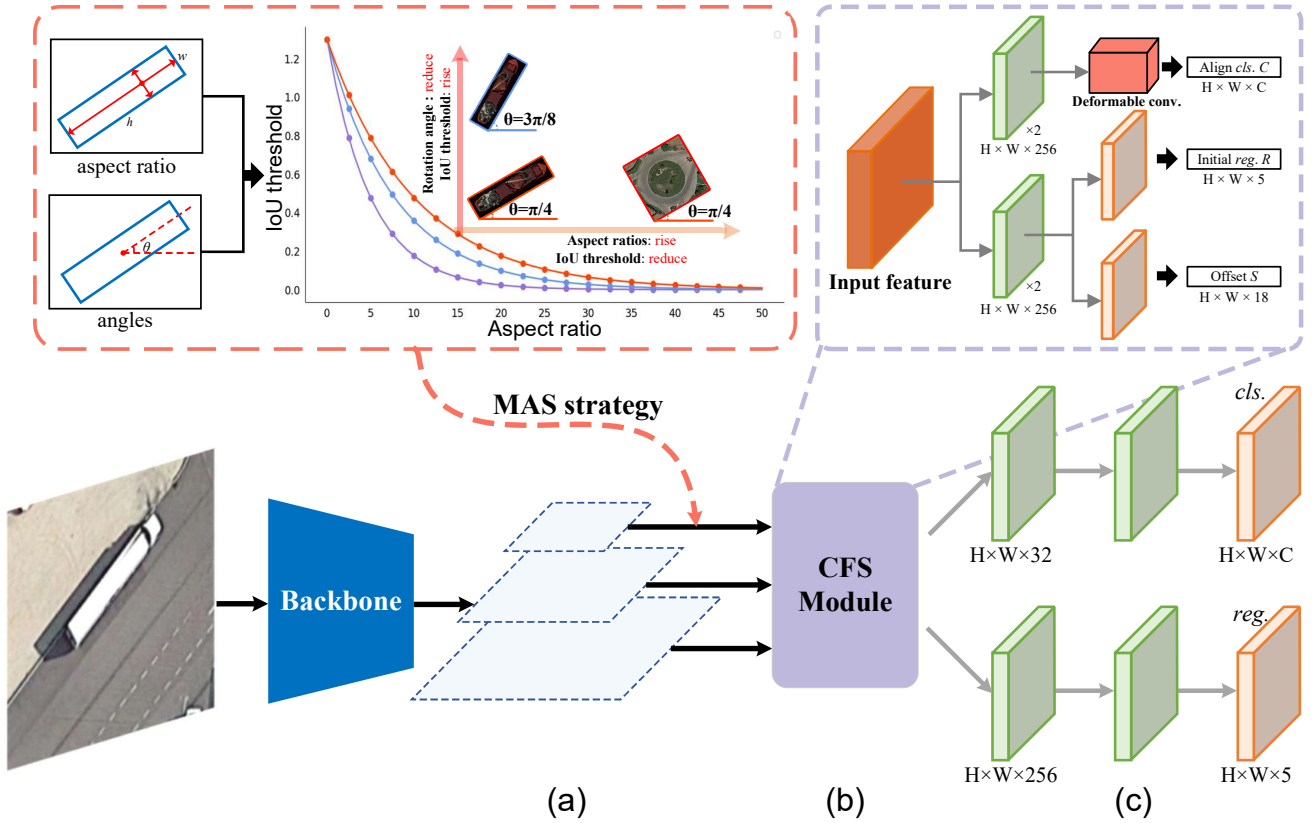 w
h
aspect ratio
θ
angles
IoU threshold
1.2
1.0
0.8
0.6
0.4
0.2
0.0
0
5
10
15
20
25
30
35
40
45
50
Aspect ratio
Rotation angle : reduce
IoU threshold: rise
θ=3π/8
θ=π/4
θ=π/4
Aspect ratios: rise
IoU threshold: reduce
Input feature
×2
H × W × 256
×2
H × W × 256
Deformable conv.
Align cls. C
H × W × C
Initial reg. R
H × W × 5
Offset S
H × W × 18
MAS strategy
Backbone
CFS
Module
cls.
H×W×32
H×W×C
reg.
H×W×256
H×W×5
(a)
(b)
(c)